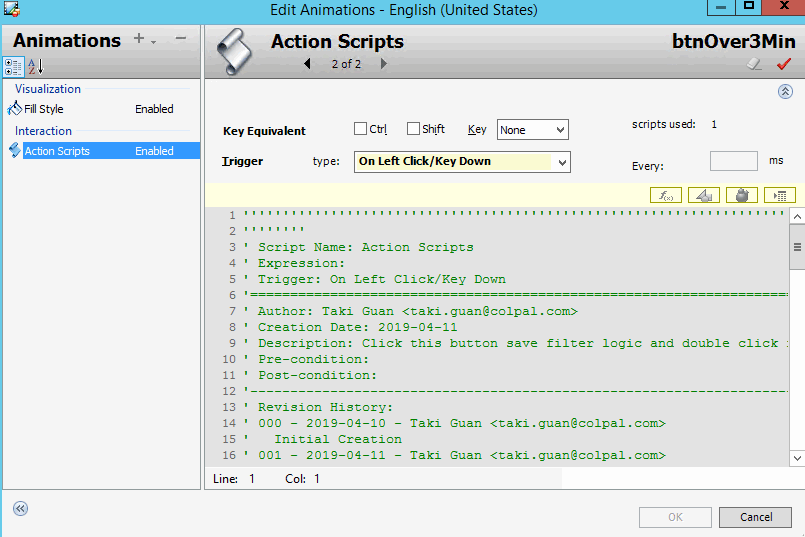 Edit Animations - English (United States)
Animations
Action Scripts
btnOver3Min
2 of 2
Visualization
Fill Style Enabled
Interaction
Action Scripts Enabled
Key Equivalent Ctrl Shift Key None
scripts used: 1
Trigger type: On Left Click/Key Down
Every: ms
1 ''''''''''''''''''''''''''''''''''''''''''''''''''''''''''''''''''''
2 ''''''''
3 ' Script Name: Action Scripts
4 ' Expression:
5 ' Trigger: On Left Click/Key Down
6 '====================================================================
7 ' Author: Taki Guan <taki.guan@colpal.com>
8 ' Creation Date: 2019-04-11
9 ' Description: Click this button save filter logic and double click
10 ' Pre-condition:
11 ' Post-condition:
12 '--------------------------------------------------------------------
13 ' Revision History:
14 ' 000 - 2019-04-10 - Taki Guan <taki.guan@colpal.com>
15 ' Initial Creation
16 ' 001 - 2019-04-11 - Taki Guan <taki.guan@colpal.com>
Line: 1 Col: 1
OK Cancel